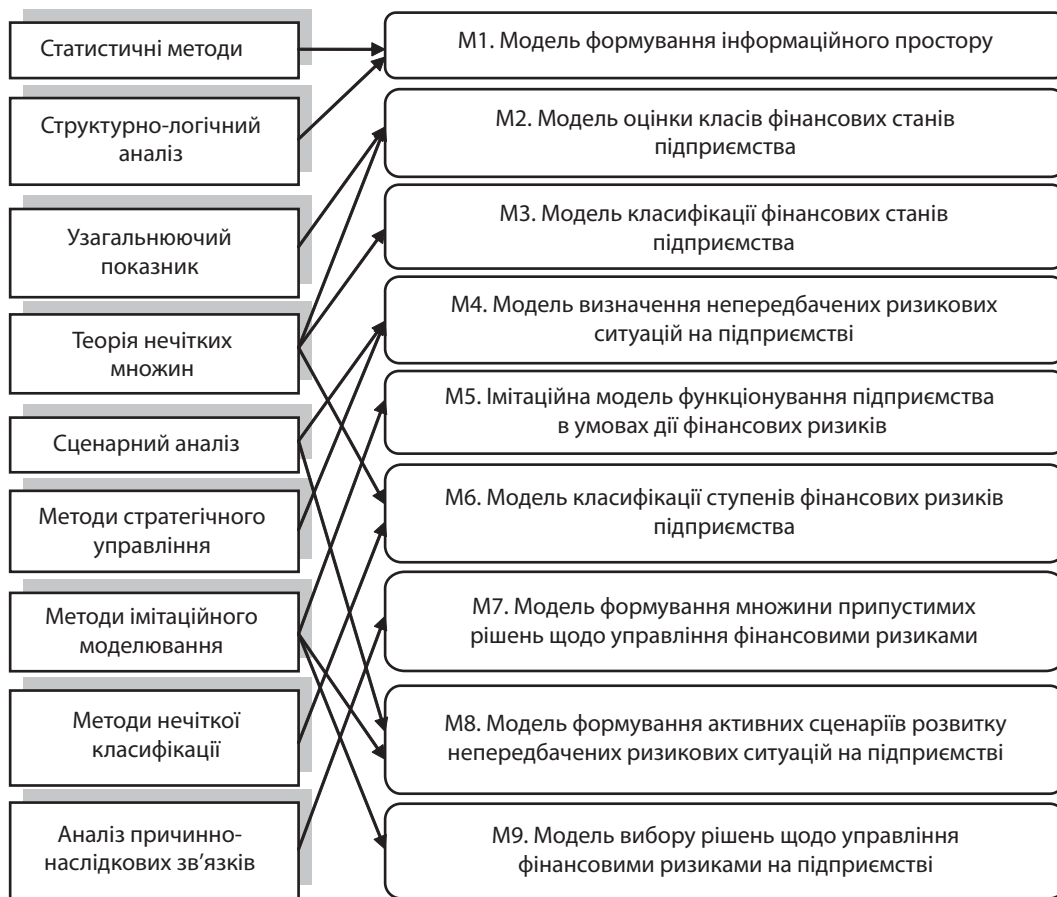 Статистичні методи
Структурно-логічний
аналіз
Узагальнюючий
показник
Теорія нечітких
множин
Сценарний аналіз
Методи стратегічного
управління
Методи імітаційного
моделювання
Методи нечіткої
класифікації
Аналіз причинно-
наслідкових зв’язків
М1. Модель формування інформаційного простору
М2. Модель оцінки класів фінансових станів
підприємства
М3. Модель класифікації фінансових станів
підприємства
М4. Модель визначення непередбачених ризикових
ситуацій на підприємстві
М5. Імітаційна модель функціонування підприємства
в умовах дії фінансових ризиків
М6. Модель класифікації ступенів фінансових ризиків
підприємства
М7. Модель формування множини припустимих
рішень щодо управління фінансовими ризиками
М8. Модель формування активних сценаріїв розвитку
непередбачених ризикових ситуацій на підприємстві
М9. Модель вибору рішень щодо управління
фінансовими ризиками на підприємстві